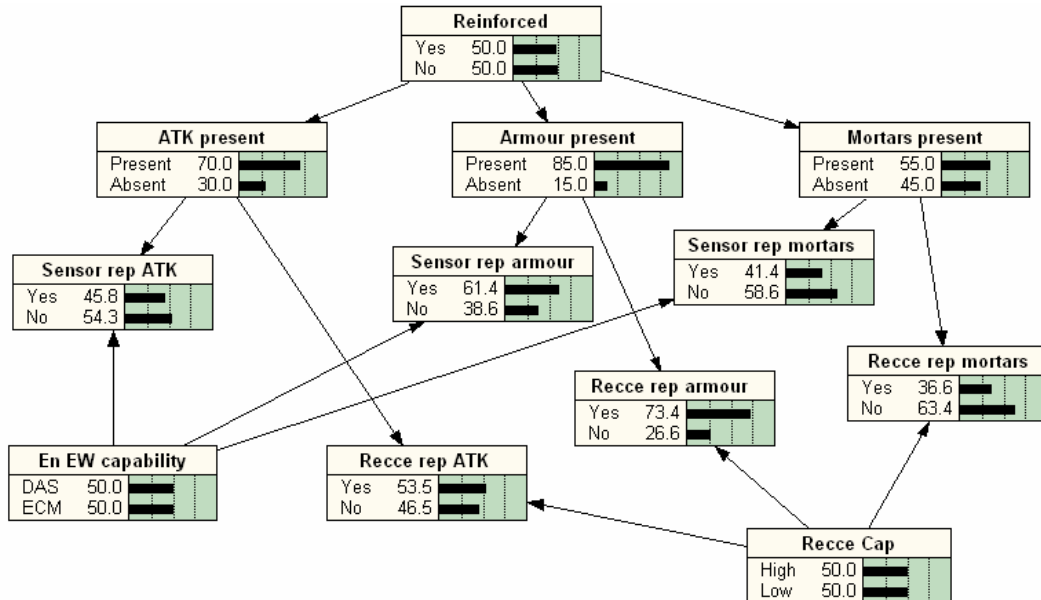 Reinforced
Yes 50.0
No 50.0
ATK present
Present 70.0
Absent 30.0
Armour present
Present 85.0
Absent 15.0
Mortars present
Present 55.0
Absent 45.0
Sensor rep ATK
Yes 45.8
No 54.3
Sensor rep armour
Yes 61.4
No 38.6
Sensor rep mortars
Yes 41.4
No 58.6
Recce rep armour
Yes 73.4
No 26.6
Recce rep mortars
Yes 36.6
No 63.4
En EW capability
DAS 50.0
ECM 50.0
Recce rep ATK
Yes 53.5
No 46.5
Recce Cap
High 50.0
Low 50.0